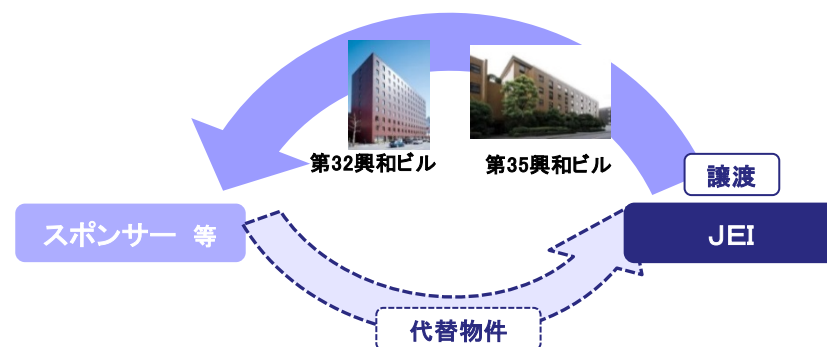 第32興和ビル
第35興和ビル
譲渡
スポンサー 等
JEI
代替物件